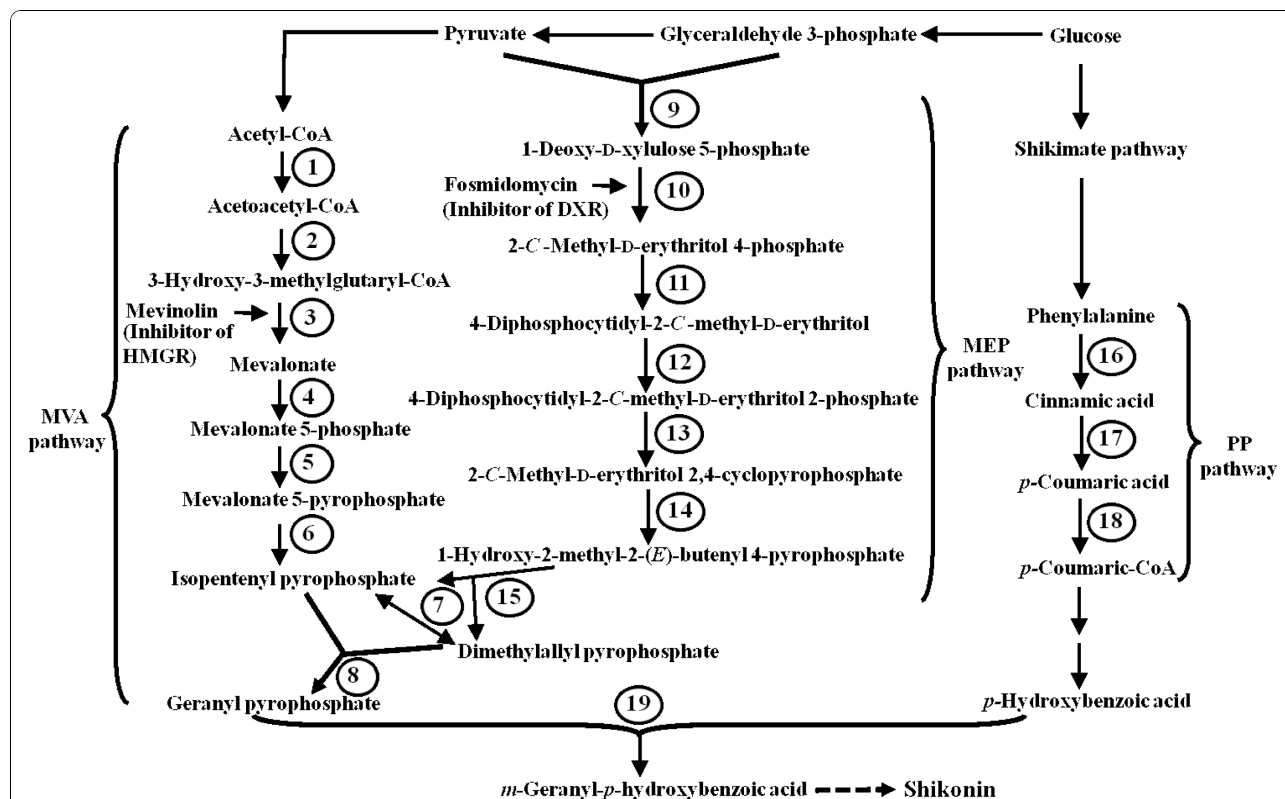 Pyruvate
Glyceraldehyde 3-phosphate
Glucose
9
Acetyl-CoA
1-Deoxy-D-xylulose 5-phosphate
Shikimate pathway
1
Fosmidomycin
(Inhibitor of DXR)
10
Acetoacetyl-CoA
2
2-C-Methyl-D-erythritol 4-phosphate
3-Hydroxy-3-methylglutaryl-CoA
11
Mevinolin
(Inhibitor of
HMGR)
3
4-Diphosphocytidyl-2-C-methyl-D-erythritol
Phenylalanine
MEP
pathway
16
Mevalonate
12
4
4-Diphosphocytidyl-2-C-methyl-D-erythritol 2-phosphate
Cinnamic acid
MVA
pathway
Mevalonate 5-phosphate
13
17
PP
pathway
5
2-C-Methyl-D-erythritol 2,4-cyclopyrophosphate
p-Coumaric acid
Mevalonate 5-pyrophosphate
14
18
6
1-Hydroxy-2-methyl-2-(E)-butenyl 4-pyrophosphate
p-Coumaric-CoA
Isopentenyl pyrophosphate
7
15
Dimethylallyl pyrophosphate
8
Geranyl pyrophosphate
19
p-Hydroxybenzoic acid
m-Geranyl-p-hydroxybenzoic acid
Shikonin